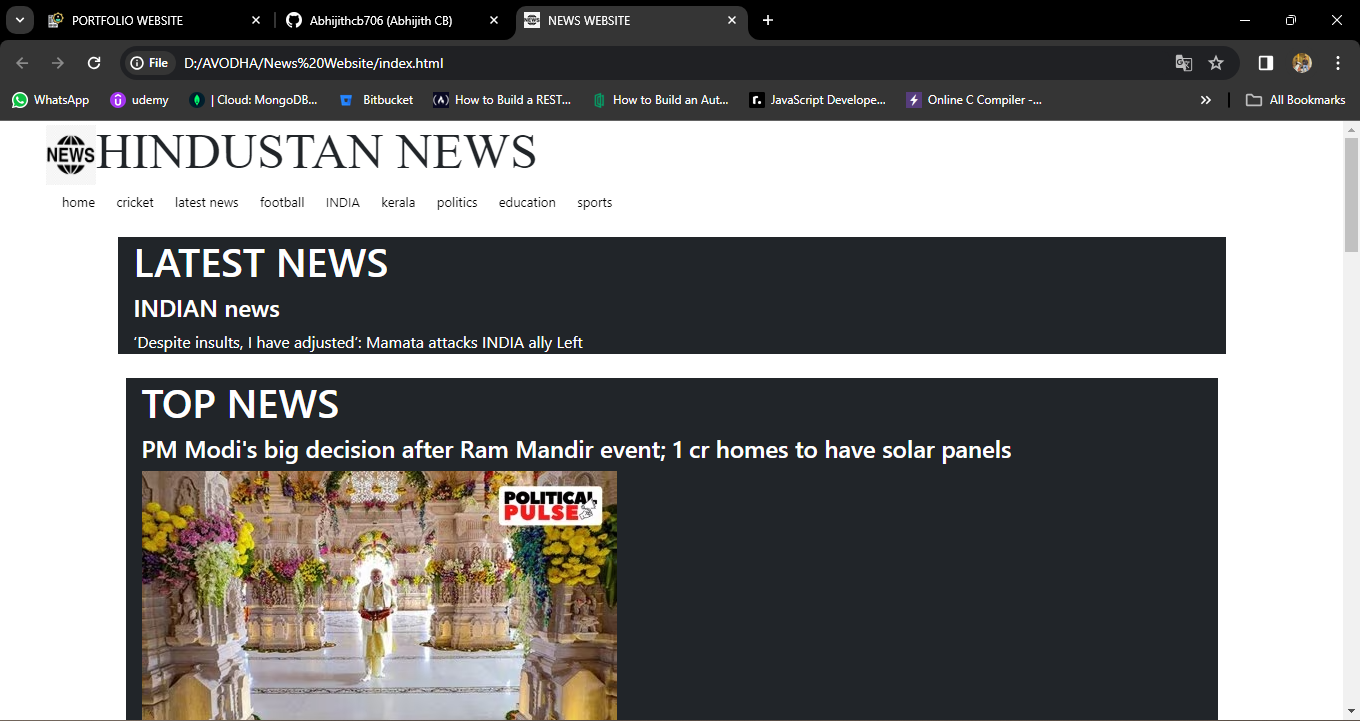 PORTFOLIO WEBSITE
Abhijithcb706 (Abhijith CB)
NEWS WEBSITE
File D:/AVODHA/News%20Website/index.html
WhatsApp
udemy
| Cloud: MongoDB...
Bitbucket
How to Build a REST...
How to Build an Aut...
JavaScript Develope...
Online C Compiler -...
All Bookmarks
NEWS HINDUSTAN NEWS
home cricket latest news football INDIA kerala politics education sports
LATEST NEWS
INDIAN news
‘Despite insults, I have adjusted’: Mamata attacks INDIA ally Left
TOP NEWS
PM Modi's big decision after Ram Mandir event; 1 cr homes to have solar panels
POLITICAL
PULSE